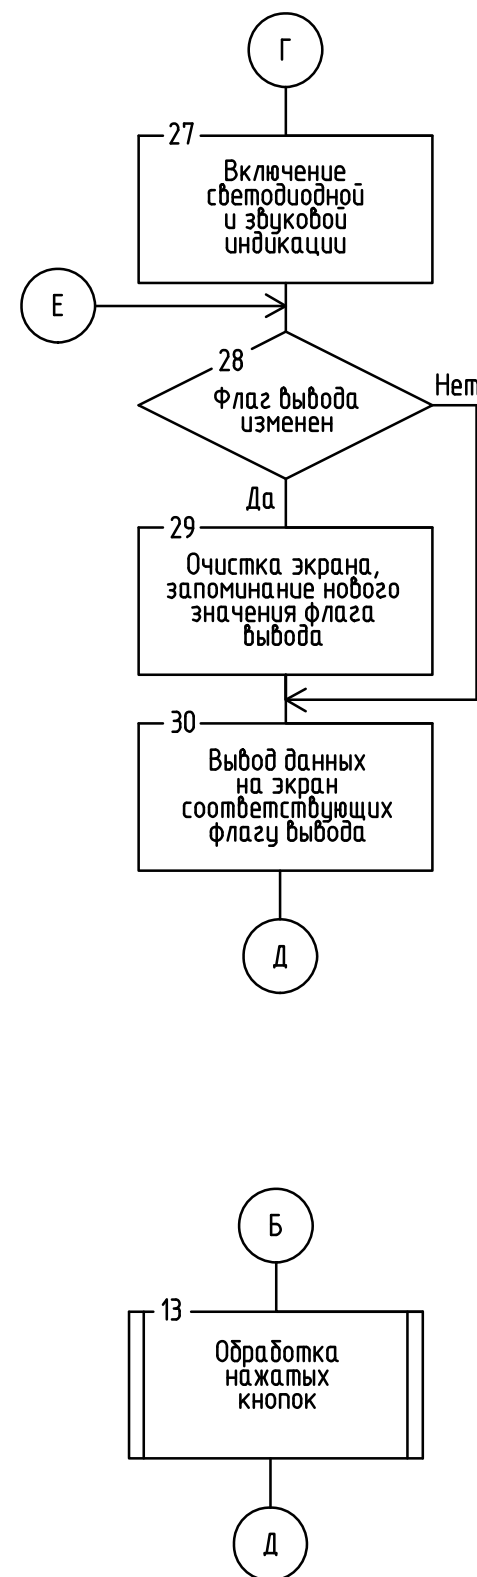 Г
27
Включение
светодиодной
и звуковой
индикации
Е
28
Флаг вывода
изменен
Нет
Да
29
Очистка экрана,
запоминание нового
значения флага
вывода
30
Вывод данных
на экран
соответствующих
флагу вывода
Д
Б
13
Обработка
нажатых
кнопок
Д